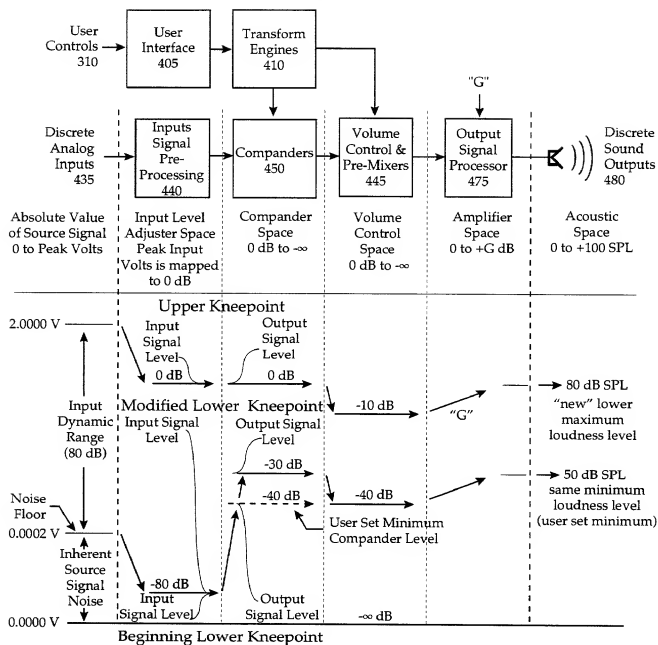 User
Controls
310
User
Interface
405
Transform
Engines
410
"G"
Discrete
Analog
Inputs
435
Inputs
Signal
Pre-
Processing
440
Companders
450
Volume
Control &
Pre-Mixers
445
Output
Signal
Processor
475
Discrete
Sound
Outputs
480
Absolute Value
of Source Signal
0 to Peak Volts
Input Level
Adjuster Space
Peak Input
Volts is mapped
to 0 dB
Compander
Space
0 dB to -∞
Volume
Control
Space
0 dB to -∞
Amplifier
Space
0 to +G dB
Acoustic
Space
0 to +100 SPL
Upper Kneepoint
2.0000 V
Input
Signal
Level
0 dB
Output
Signal
Level
0 dB
-10 dB
"G"
80 dB SPL
"new" lower
maximum
loudness level
Input
Dynamic
Range
(80 dB)
Modified Lower Kneepoint
Input Signal
Level
Output Signal
Level
-30 dB
-40 dB
-40 dB
User Set Minimum
Compander Level
50 dB SPL
same minimum
loudness level
(user set minimum)
Noise
Floor
0.0002 V
Inherent
Source
Signal
Noise
-80 dB
Input
Signal Level
Output
Signal Level
-∞ dB
0.0000 V
Beginning Lower Kneepoint